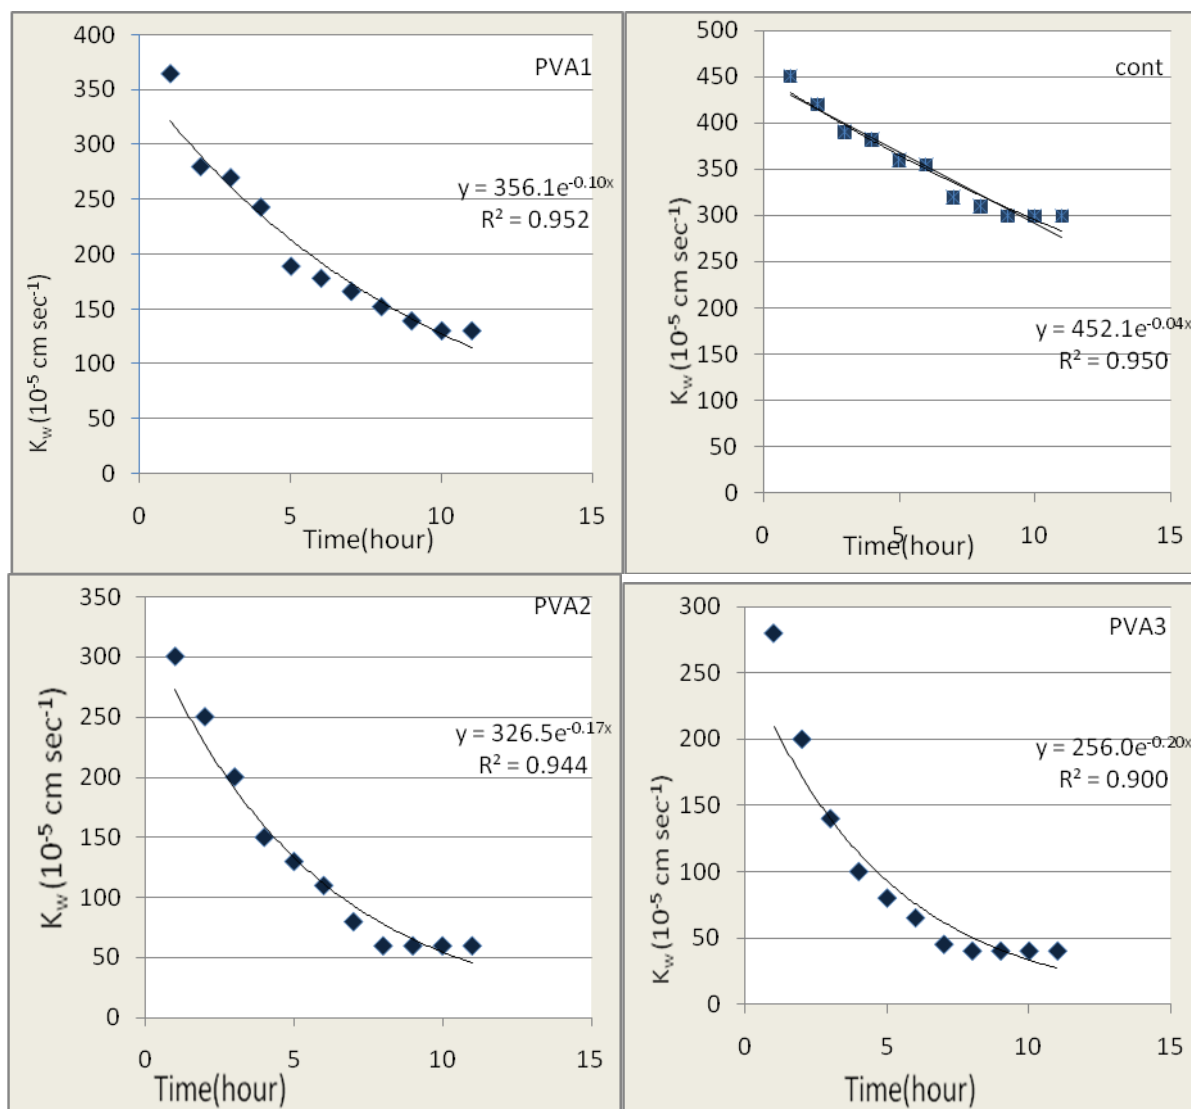 PVA1
400
350
300
250
200
150
100
50
0
0 5 10 15
K_w (10⁻⁵ cm sec⁻¹)
Time(hour)
y = 356.1e⁻⁰·¹⁰ˣ
R² = 0.952
cont
500
450
400
350
300
250
200
150
100
50
0
0 5 10 15
K_w (10⁻⁵ cm sec⁻¹)
Time(hour)
y = 452.1e⁻⁰·⁰⁴ˣ
R² = 0.950
PVA2
350
300
250
200
150
100
50
0
0 5 10 15
K_w (10⁻⁵ cm sec⁻¹)
Time(hour)
y = 326.5e⁻⁰·¹⁷ˣ
R² = 0.944
PVA3
300
250
200
150
100
50
0
0 5 10 15
K_w (10⁻⁵ cm sec⁻¹)
Time(hour)
y = 256.0e⁻⁰·²⁰ˣ
R² = 0.900